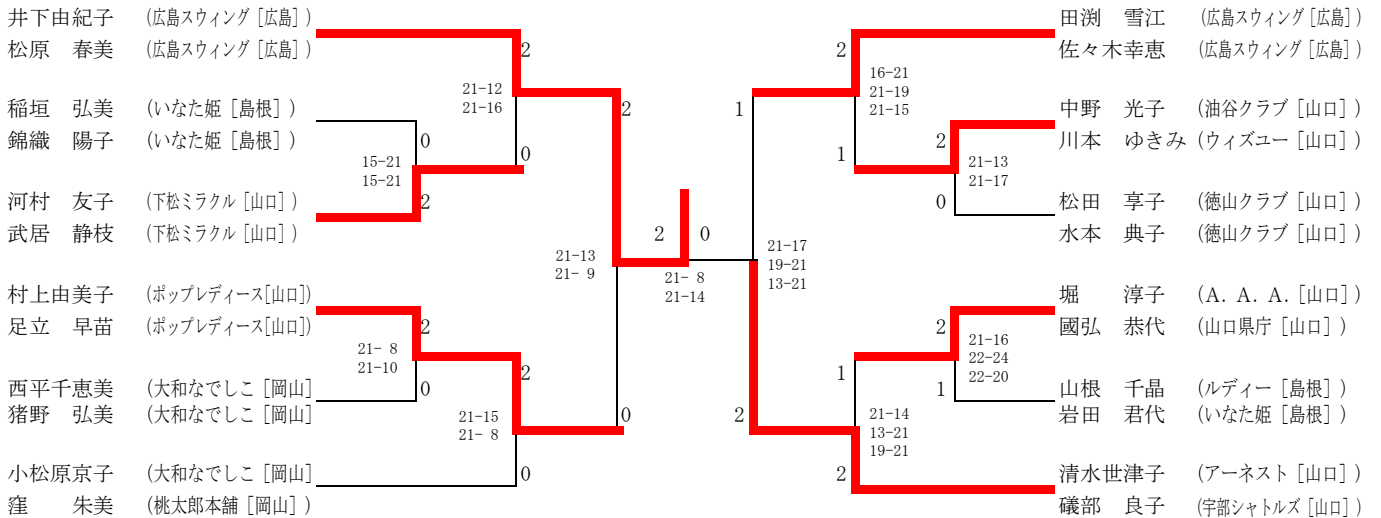 井下由紀子 (広島スウィング [広島] )
松原 春美 (広島スウィング [広島] )
稲垣 弘美 (いなた姫 [島根] )
錦織 陽子 (いなた姫 [島根] )
河村 友子 (下松ミラクル [山口] )
武居 静枝 (下松ミラクル [山口] )
村上由美子 (ポップレディース[山口])
足立 早苗 (ポップレディース[山口])
西平千恵美 (大和なでしこ [岡山]
猪野 弘美 (大和なでしこ [岡山]
小松原京子 (大和なでしこ [岡山]
窪 朱美 (桃太郎本舗 [岡山] )
2
21-12
21-16
0
15-21
15-21
0
2
2
21-13
21- 9
2
21- 8
21-10
0
2
21-15
21- 8
0
0
2 0
21- 8
21-14
1
21-17
19-21
13-21
2
2
16-21
21-19
21-15
1
2
21-13
21-17
0
2
21-16
22-24
22-20
1
1
21-14
13-21
19-21
2
田渕 雪江 (広島スウィング [広島] )
佐々木幸恵 (広島スウィング [広島] )
中野 光子 (油谷クラブ [山口] )
川本 ゆきみ (ウィズユー [山口] )
松田 享子 (徳山クラブ [山口] )
水本 典子 (徳山クラブ [山口] )
堀 淳子 (A. A. A. [山口] )
國弘 恭代 (山口県庁 [山口] )
山根 千晶 (ルディー [島根] )
岩田 君代 (いなた姫 [島根] )
清水世津子 (アーネスト [山口] )
礒部 良子 (宇部シャトルズ [山口] )